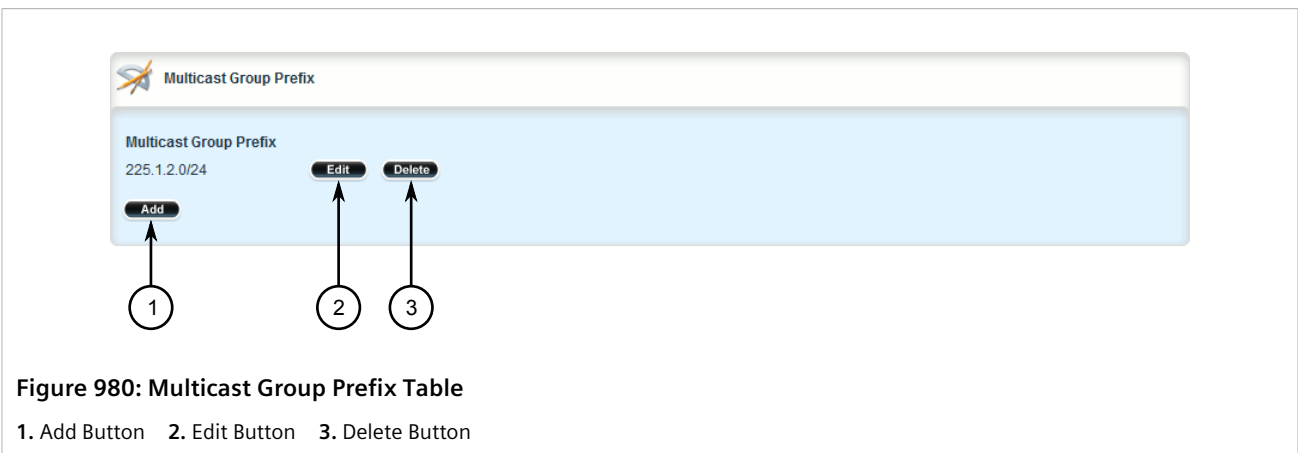 Multicast Group Prefix
Multicast Group Prefix
225.1.2.0/24 Edit Delete
Add
1 2 3
Figure 980: Multicast Group Prefix Table
1. Add Button 2. Edit Button 3. Delete Button